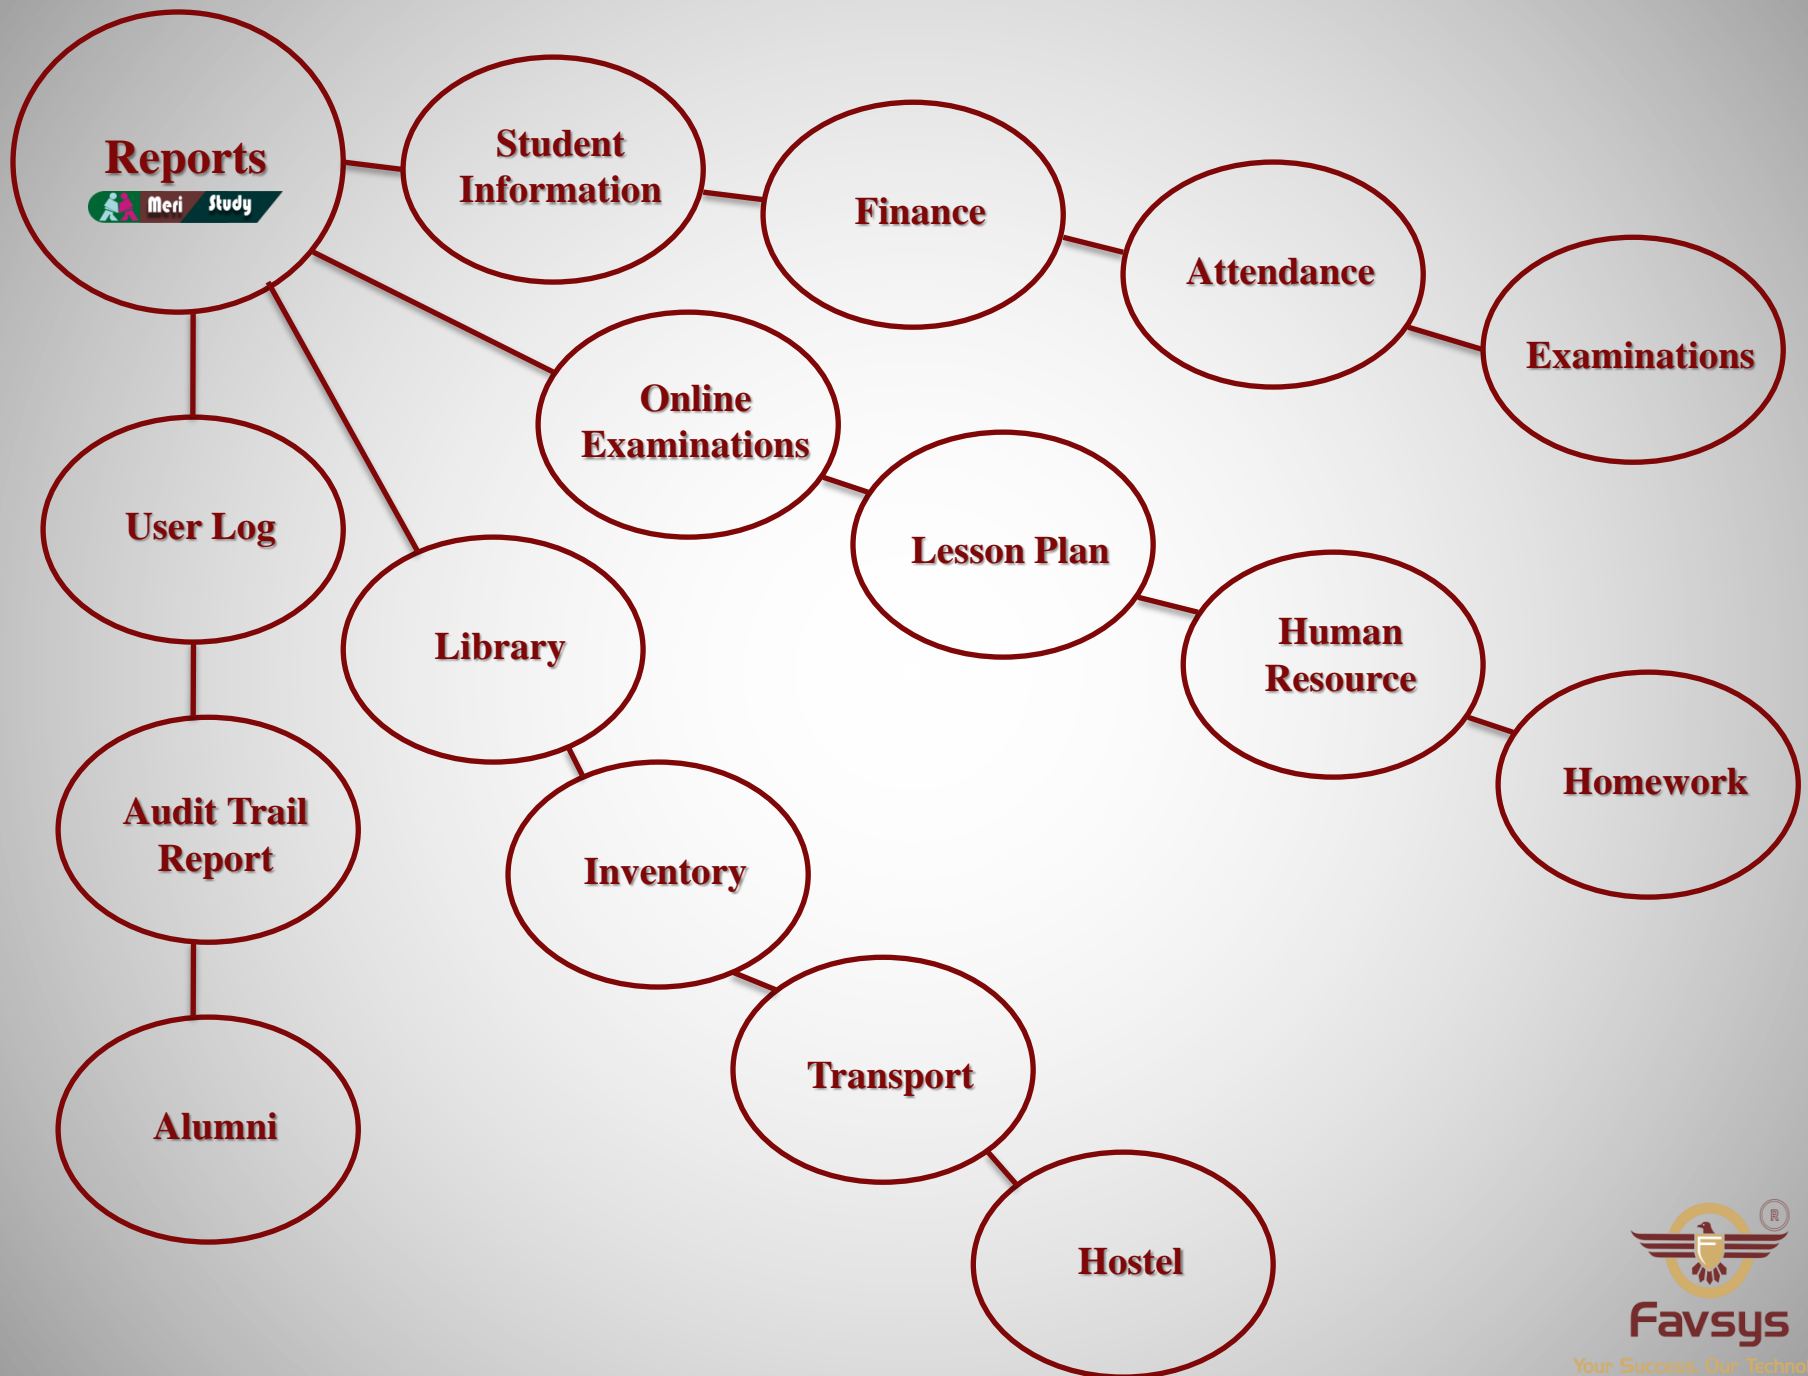 Reports
Meri Study
Student
Information
Finance
Attendance
Examinations
Online
Examinations
Lesson Plan
Human
Resource
Homework
Library
Inventory
Transport
Hostel
User Log
Audit Trail
Report
Alumni
R
F
Favsys
Your Success, Our Techno